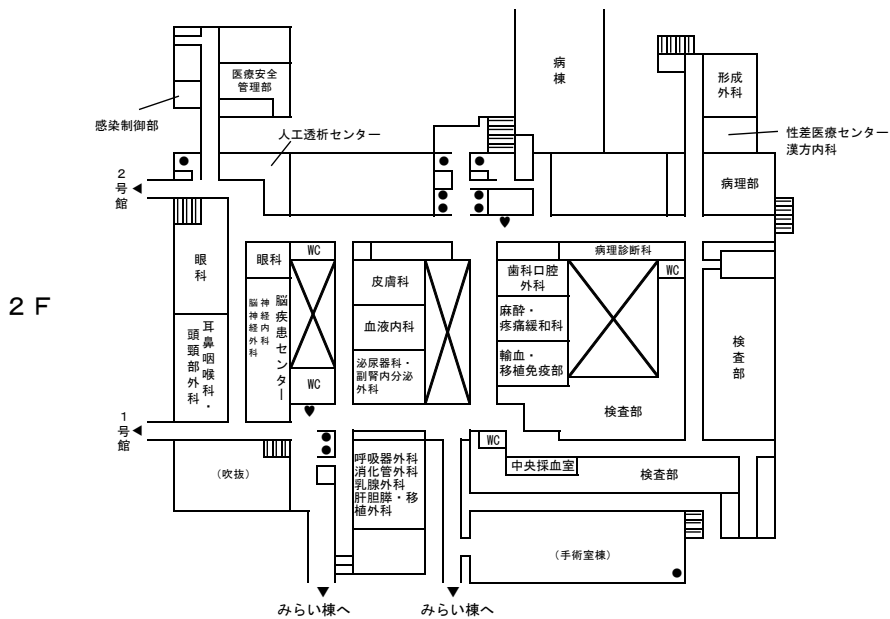 病棟
医療安全
管理部
形成
外科
感染制御部
人工透析センター
性差医療センター
漢方内科
2号館
病理部
眼科
眼科
WC
皮膚科
病理診断科
歯科口腔
外科
WC
2F
神経内科
脳神経外科
脳疾患センター
血液内科
麻酔・
疼痛緩和科
耳鼻咽喉科・
頭頸部外科
泌尿器科・
副腎内分泌
外科
輸血・
移植免疫部
検査部
WC
検査部
1号館
WC
(吹抜)
呼吸器外科
消化管外科
乳腺外科
肝胆膵・移
植外科
中央採血室
検査部
(手術室棟)
みらい棟へ
みらい棟へ